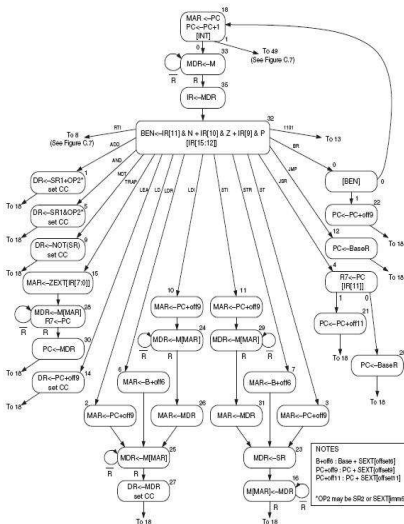 18
MAR <–PC
PC<–PC+1
[INT]
0
1
To 49
(See Figure C.7)
33
MDR<–M
R
R
35
IR<–MDR
32
BEN<–IR[11] & N + IR[10] & Z + IR[9] & P
[IR[15:12]]
RTI
To 8
(See Figure C.7)
1101
To 13
ADD
AND
NOT
TRAP
LEA
LD
LDR
LDI
STI
STR
ST
JSR
JMP
BR
1
DR<–SR1+OP2*
set CC
To 18
5
DR<–SR1&OP2*
set CC
To 18
9
DR<–NOT(SR)
set CC
To 18
15
MAR<–ZEXT[IR[7:0]]
28
MDR<–M[MAR]
R7<–PC
R
R
30
PC<–MDR
To 18
14
DR<–PC+off9
set CC
To 18
0
[BEN]
0
1
22
PC<–PC+off9
To 18
12
PC<–BaseR
To 18
4
R7<–PC
[IR[11]]
1
0
21
PC<–PC+off11
To 18
20
PC<–BaseR
To 18
10
MAR<–PC+off9
24
MDR<–M[MAR]
R
R
26
MAR<–MDR
11
MAR<–PC+off9
29
MDR<–M[MAR]
R
R
31
MAR<–MDR
6
MAR<–B+off6
7
MAR<–B+off6
2
MAR<–PC+off9
3
MAR<–PC+off9
25
MDR<–M[MAR]
R
R
27
DR<–MDR
set CC
To 18
23
MDR<–SR
16
M[MAR]<–MDR
R
R
To 18
NOTES
B+off6 : Base + SEXT[offset6]
PC+off9 : PC + SEXT[offset9]
PC+off11 : PC + SEXT[offset11]
*OP2 may be SR2 or SEXT[imm5